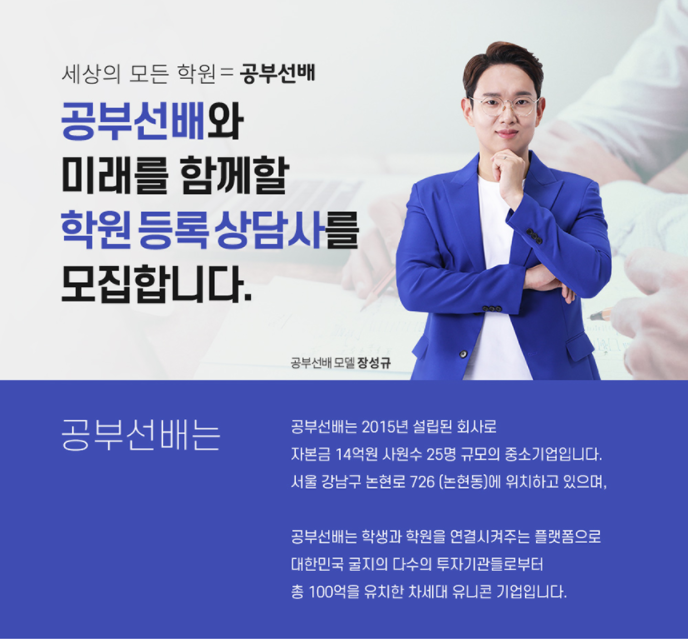 세상의 모든 학원 = 공부선배
공부선배와
미래를 함께할
학원 등록 상담사를
모집합니다.
공부선배 모델 장성규
공부선배는
공부선배는 2015년 설립된 회사로
자본금 14억원 사원수 25명 규모의 중소기업입니다.
서울 강남구 논현로 726 (논현동)에 위치하고 있으며,
공부선배는 학생과 학원을 연결시켜주는 플랫폼으로
대한민국 굴지의 다수의 투자기관들로부터
총 100억을 유치한 차세대 유니콘 기업입니다.